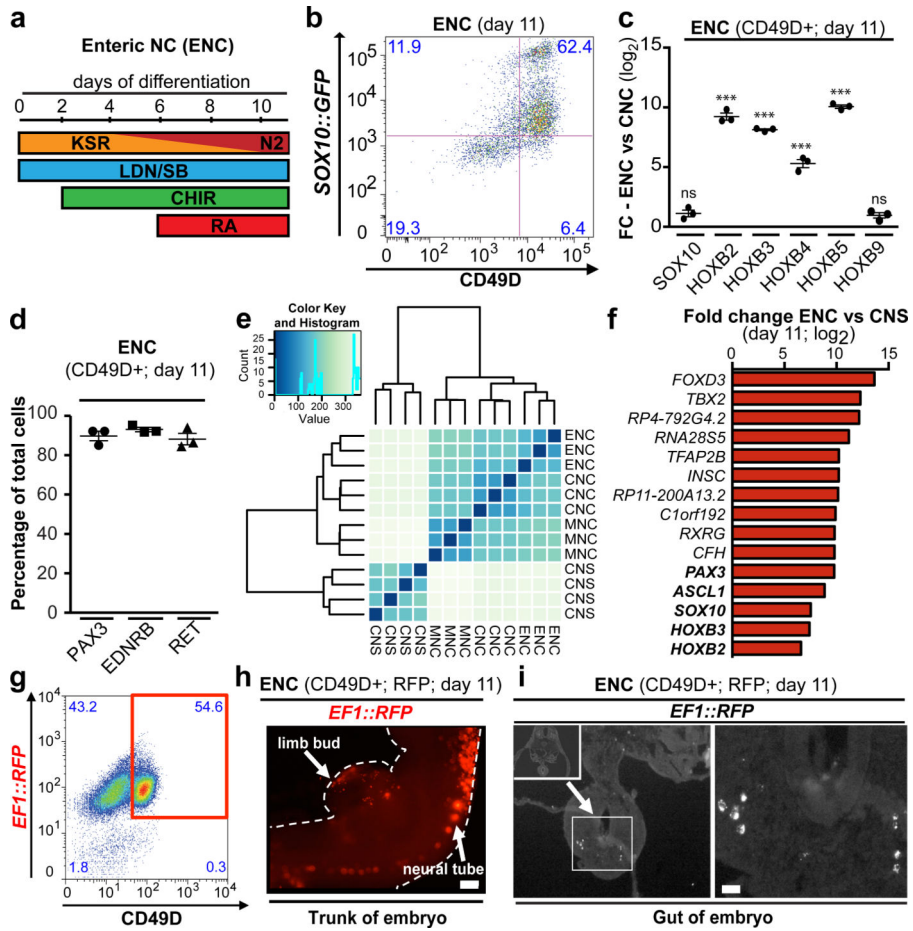 a
Enteric NC (ENC)
days of differentiation
0 2 4 6 8 10
KSR N2
LDN/SB
CHIR
RA
b
ENC (day 11)
SOX10::GFP
11.9 62.4
10^5
10^4
10^3
10^2
0
19.3 6.4
0 10^2 10^3 10^4 10^5
CD49D
c
ENC (CD49D+; day 11)
FC - ENC vs CNC (log2)
15
10
5
0
ns *** *** *** *** ns
SOX10 HOXB2 HOXB3 HOXB4 HOXB5 HOXB9
d
ENC
(CD49D+; day 11)
Percentage of total cells
100
80
60
40
20
0
PAX3 EDNRB RET
e
Color Key
and Histogram
Count
0 5 10 15 20 25
0 100 200 300
Value
ENC
ENC
ENC
CNC
CNC
CNC
MNC
MNC
MNC
CNS
CNS
CNS
CNS
CNS CNS CNS CNS MNC MNC MNC CNC CNC CNC ENC ENC ENC
f
Fold change ENC vs CNS
(day 11; log2)
0 5 10 15
FOXD3
TBX2
RP4-792G4.2
RNA28S5
TFAP2B
INSC
RP11-200A13.2
C1orf192
RXRG
CFH
PAX3
ASCL1
SOX10
HOXB3
HOXB2
g
EF1::RFP
43.2 54.6
10^4
10^3
10^2
10^1
0
1.8 0.3
0 10^1 10^2 10^3 10^4
CD49D
h
ENC (CD49D+; RFP; day 11)
EF1::RFP
limb bud
neural tube
Trunk of embryo
i
ENC (CD49D+; RFP; day 11)
EF1::RFP
Gut of embryo